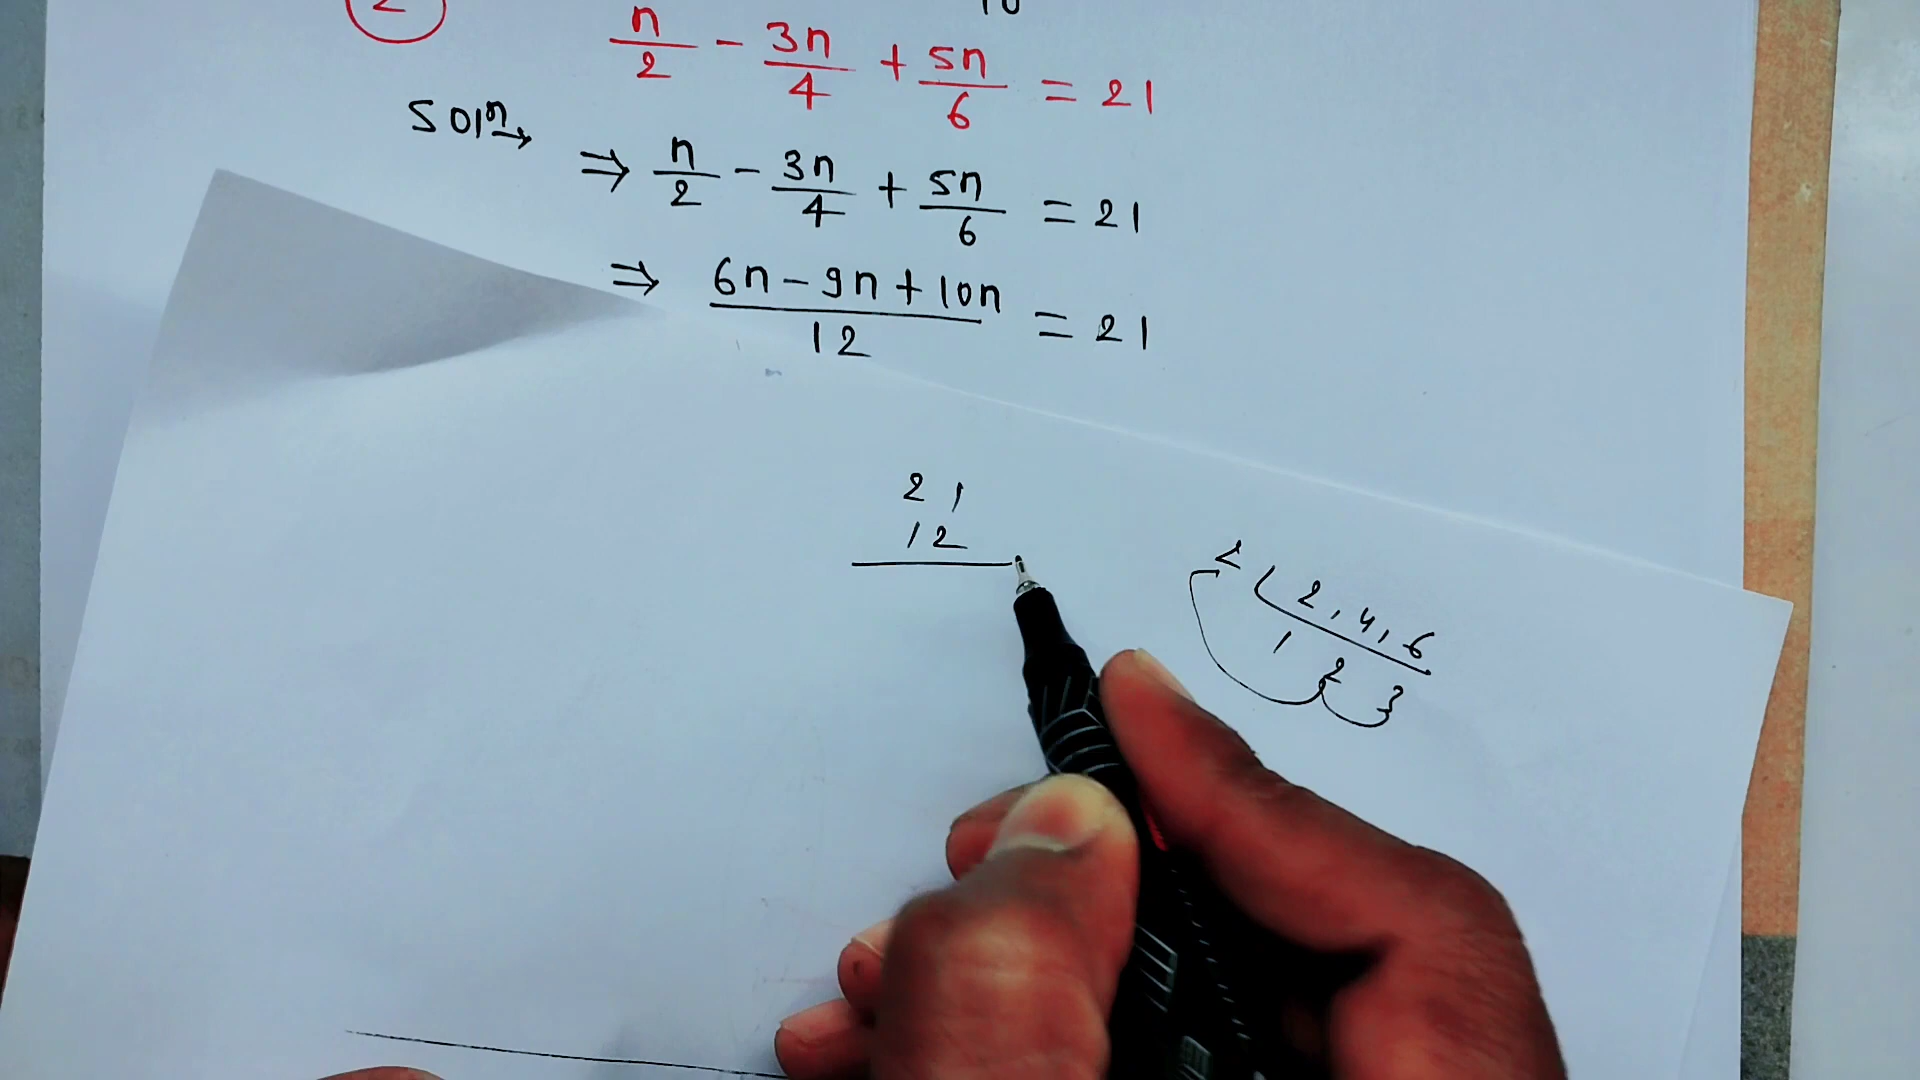 2
n/2 - 3n/4 + 5n/6 = 21
Solⁿ→
⇒ n/2 - 3n/4 + 5n/6 = 21
⇒ (6n - 9n + 10n)/12 = 21
21
12
2 ( 2, 4, 6
1 2 3